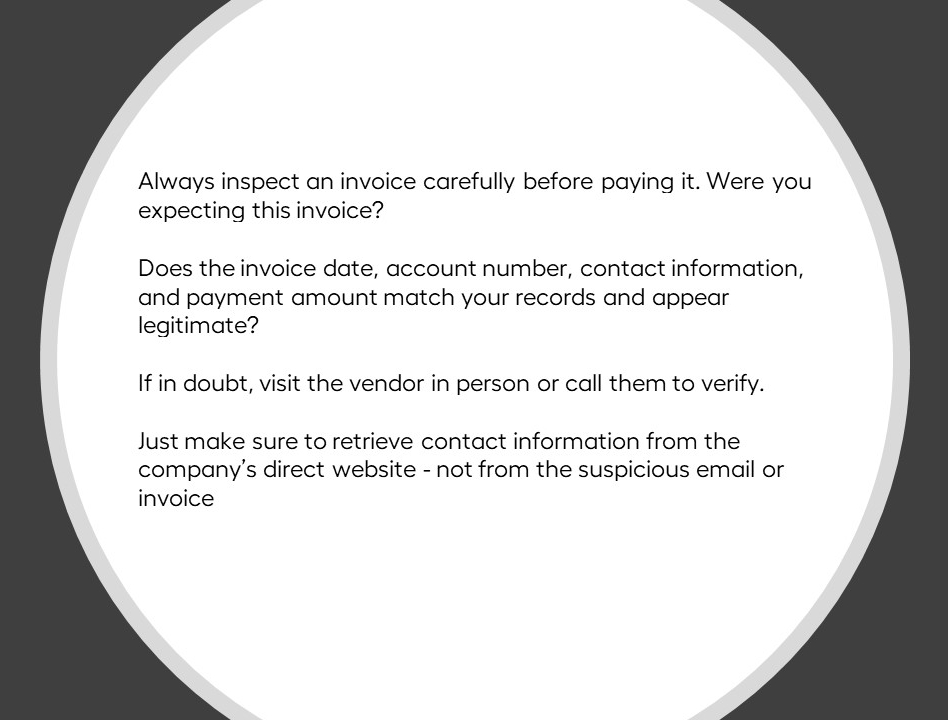 Always inspect an invoice carefully before paying it. Were you
expecting this invoice?
Does the invoice date, account number, contact information,
and payment amount match your records and appear
legitimate?
If in doubt, visit the vendor in person or call them to verify.
Just make sure to retrieve contact information from the
company’s direct website - not from the suspicious email or
invoice